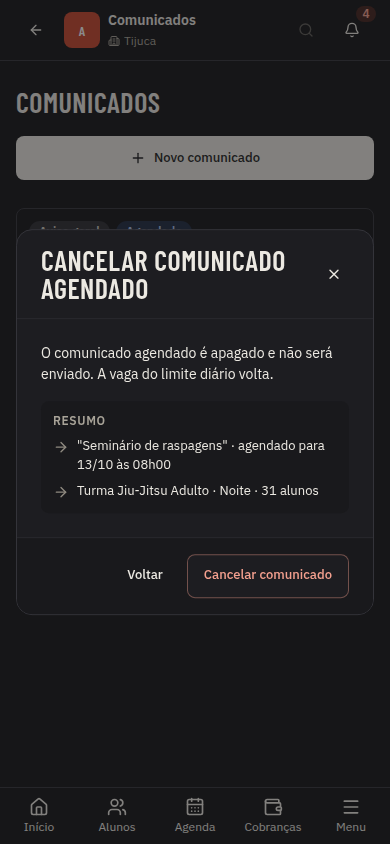 A
Comunicados
Tijuca
4
COMUNICADOS
Novo comunicado
CANCELAR COMUNICADO
AGENDADO
O comunicado agendado é apagado e não será
enviado. A vaga do limite diário volta.
RESUMO
"Seminário de raspagens" · agendado para
13/10 às 08h00
Turma Jiu-Jitsu Adulto · Noite · 31 alunos
Voltar
Cancelar comunicado
Início
Alunos
Agenda
Cobranças
Menu